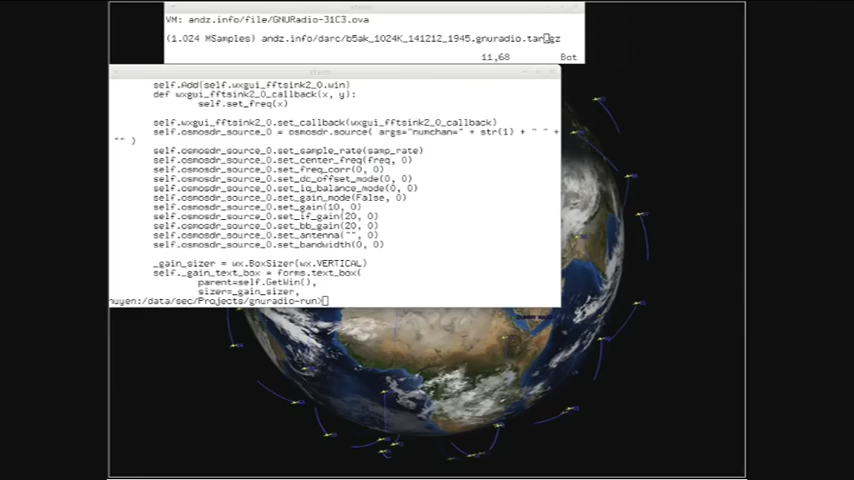 VM: andz.info/file/GNURadio-31C3.ova
(1.024 MSamples) andz.info/darc/b5ak_1024K_141212_1945.gnuradio.tar.gz
11,68 Bot
self.Add(self.wxgui_fftsink2_0.win)
def wxgui_fftsink2_0_callback(x, y):
self.set_freq(x)
self.wxgui_fftsink2_0.set_callback(wxgui_fftsink2_0_callback)
self.osmosdr_source_0 = osmosdr.source( args="numchan=" + str(1) + " " +
"" )
self.osmosdr_source_0.set_sample_rate(samp_rate)
self.osmosdr_source_0.set_center_freq(freq, 0)
self.osmosdr_source_0.set_freq_corr(0, 0)
self.osmosdr_source_0.set_dc_offset_mode(0, 0)
self.osmosdr_source_0.set_iq_balance_mode(0, 0)
self.osmosdr_source_0.set_gain_mode(False, 0)
self.osmosdr_source_0.set_gain(10, 0)
self.osmosdr_source_0.set_if_gain(20, 0)
self.osmosdr_source_0.set_bb_gain(20, 0)
self.osmosdr_source_0.set_antenna("", 0)
self.osmosdr_source_0.set_bandwidth(0, 0)
_gain_sizer = wx.BoxSizer(wx.VERTICAL)
self._gain_text_box = forms.text_box(
parent=self.GetWin(),
sizer=_gain_sizer,
nuyen:/data/sec/Projects/gnuradio-run>